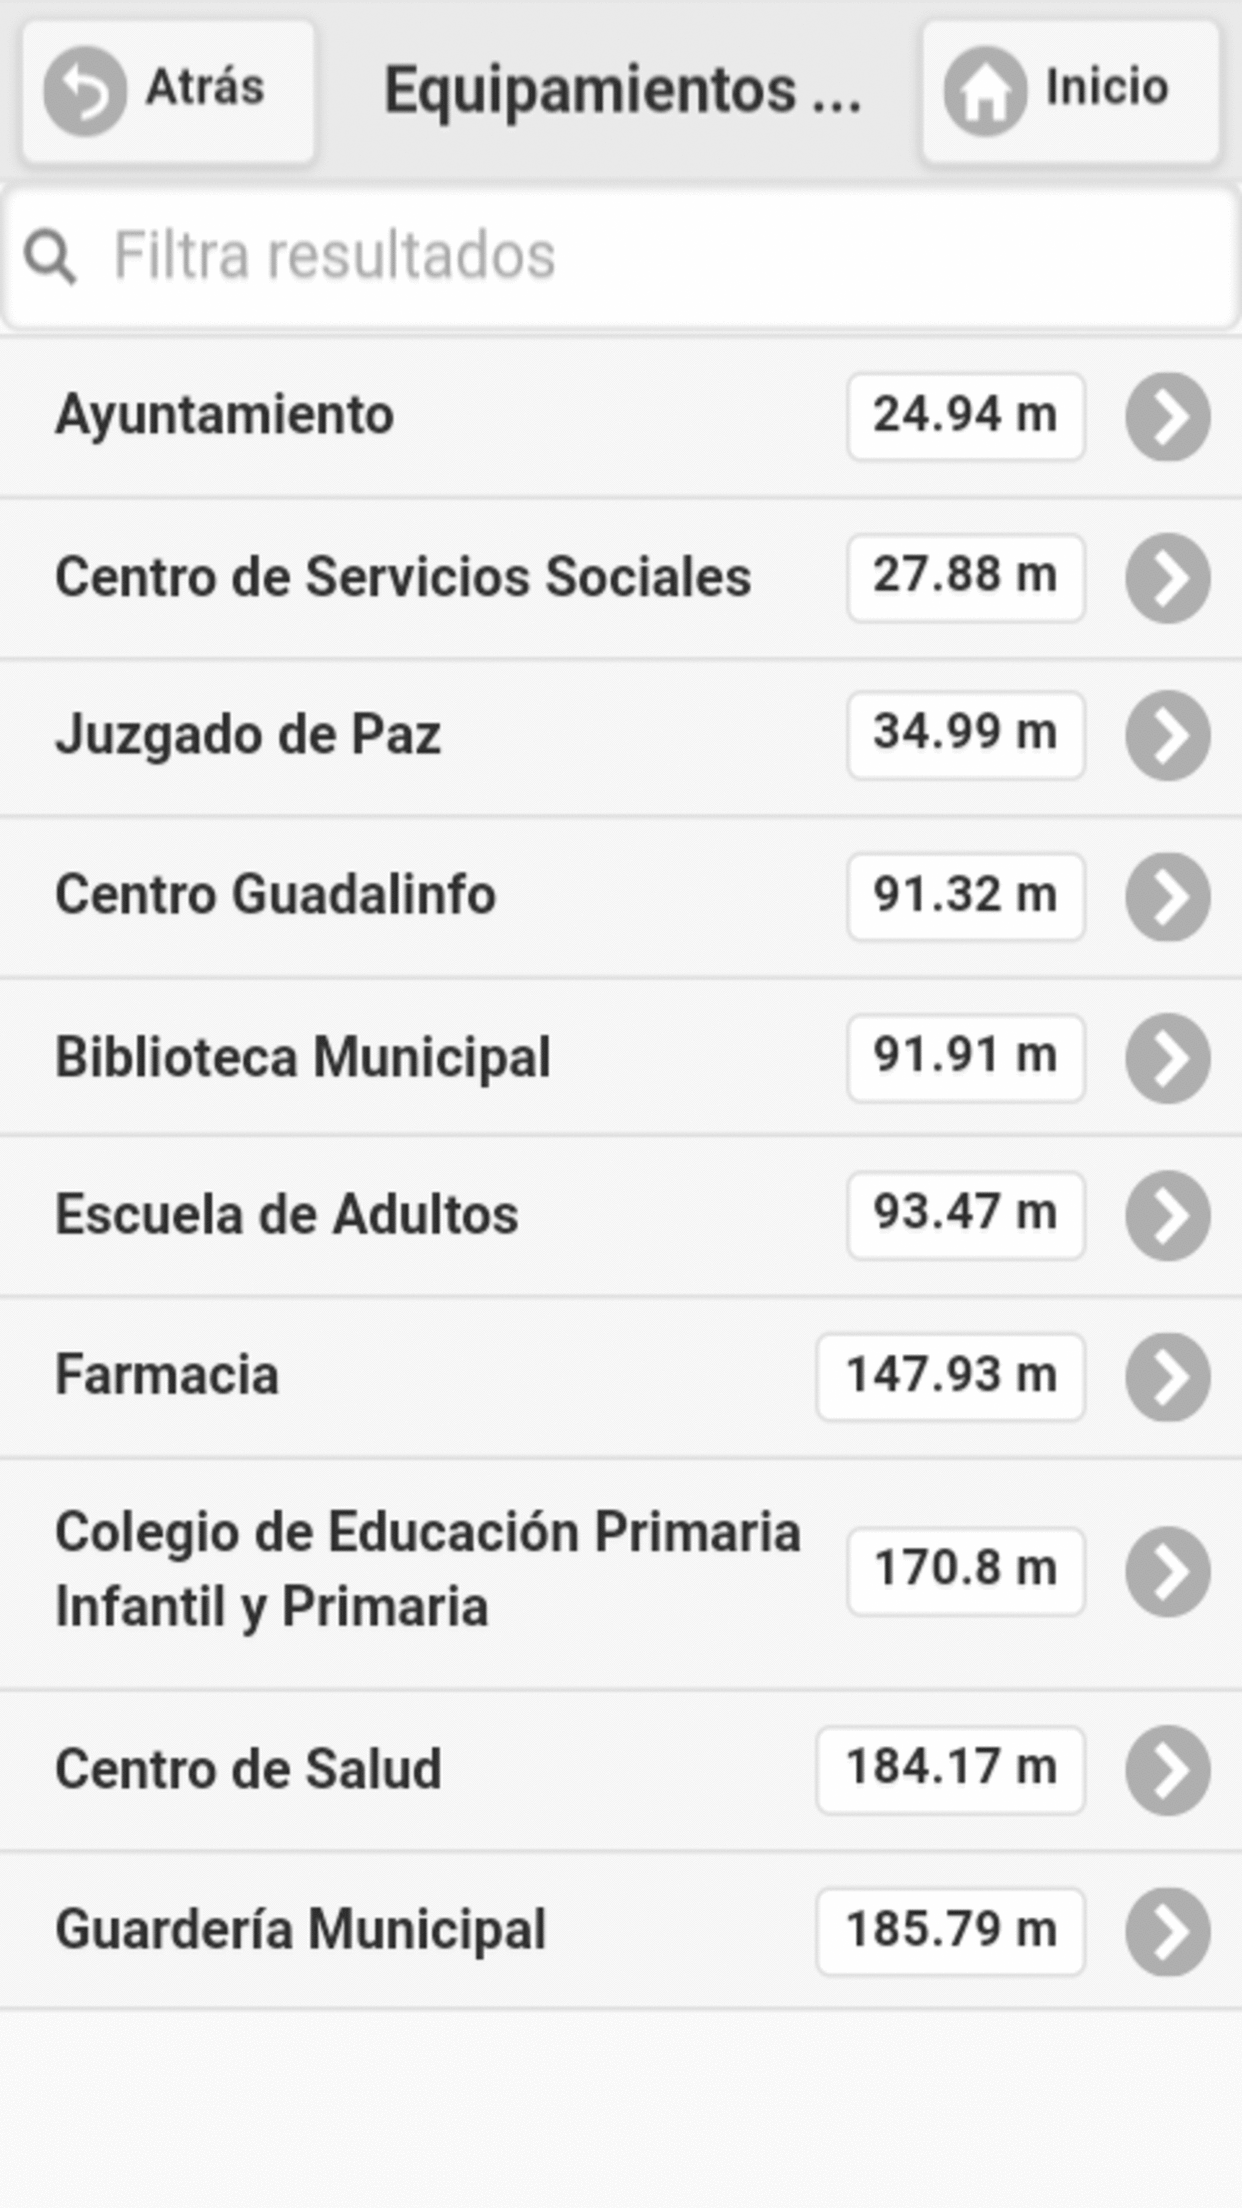 Atrás
Equipamientos ...
Inicio
Filtra resultados
Ayuntamiento
24.94 m
Centro de Servicios Sociales
27.88 m
Juzgado de Paz
34.99 m
Centro Guadalinfo
91.32 m
Biblioteca Municipal
91.91 m
Escuela de Adultos
93.47 m
Farmacia
147.93 m
Colegio de Educación Primaria
Infantil y Primaria
170.8 m
Centro de Salud
184.17 m
Guardería Municipal
185.79 m